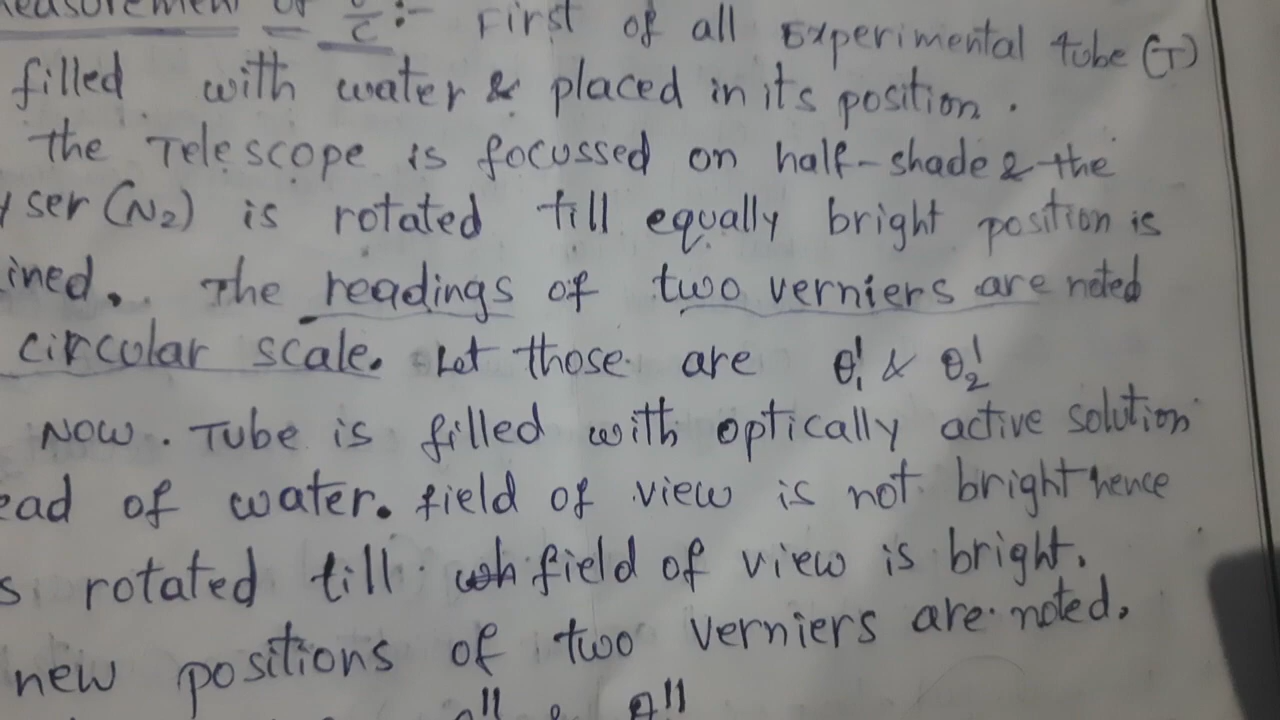 easurement of θ/c :- First of all Experimental tube (T)
filled with water & placed in its position.
The Telescope is focussed on half-shade & the
yser (N₂) is rotated till equally bright position is
ined. The readings of two verniers are noted
circular scale. Let those are θ₁' & θ₂'
Now. Tube is filled with optically active solution
ead of water. field of view is not bright hence
s rotated till field of view is bright.
new positions of two verniers are noted.